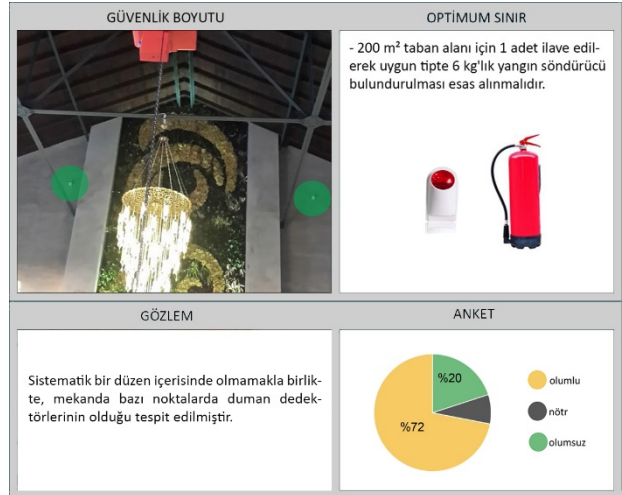 GÜVENLİK BOYUTU
OPTİMUM SINIR
- 200 m² taban alanı için 1 adet ilave edil-
erek uygun tipte 6 kg'lık yangın söndürücü
bulundurulması esas alınmalıdır.
GÖZLEM
Sistematik bir düzen içerisinde olmamakla birlik-
te, mekanda bazı noktalarda duman dedek-
törlerinin olduğu tespit edilmiştir.
ANKET
%20
%72
olumlu
nötr
olumsuz